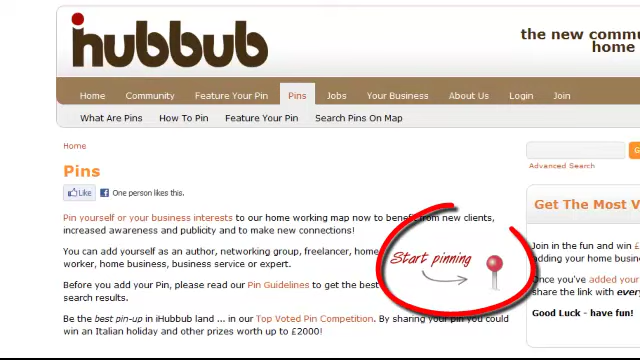 ihubbub
the new commu
home
Home Community Feature Your Pin Pins Jobs Your Business About Us Login Join
What Are Pins How To Pin Feature Your Pin Search Pins On Map
Home
Pins
Like One person likes this.
Advanced Search
Pin yourself or your business interests to our home working map now to benefit from new clients,
increased awareness and publicity and to make new connections!
You can add yourself as an author, networking group, freelancer, home
worker, home business, business service or expert.
Before you add your Pin, please read our Pin Guidelines to get the best
search results.
Be the best pin-up in iHubbub land ... in our Top Voted Pin Competition. By sharing your pin you could
win an Italian holiday and other prizes worth up to £2000!
Start pinning
Get The Most V
Join in the fun and win £
adding your home busin
Once you've added your
share the link with every
Good Luck - have fun!